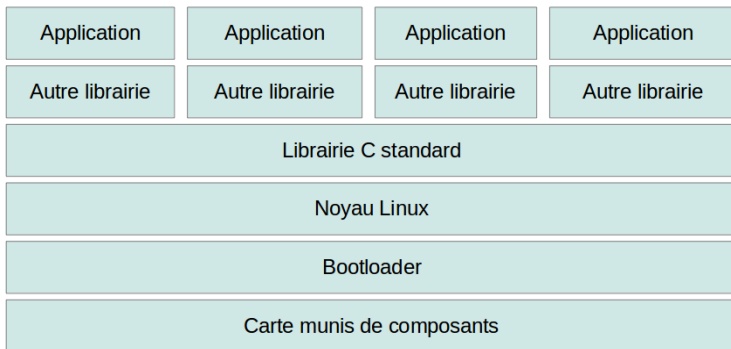 Application Application Application Application
Autre librairie Autre librairie Autre librairie Autre librairie
Librairie C standard
Noyau Linux
Bootloader
Carte munis de composants